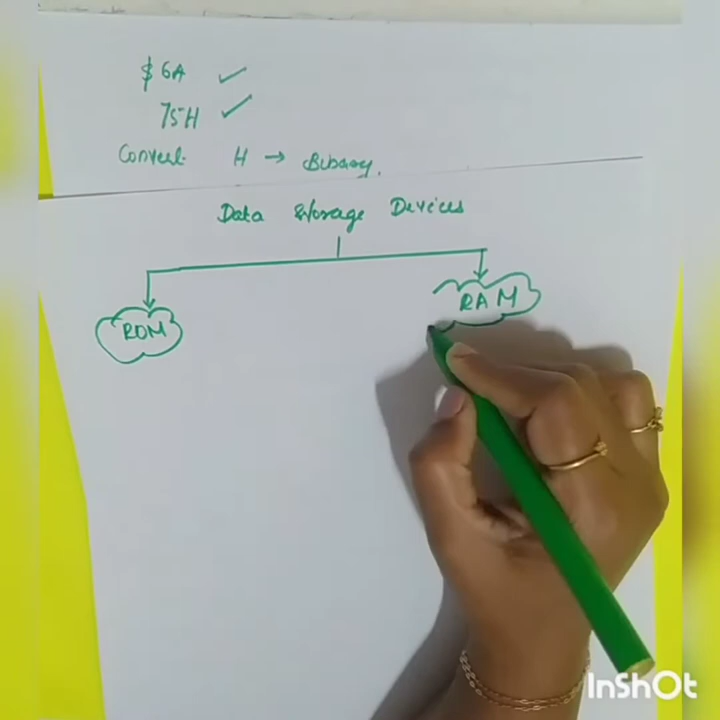 $6A ✓
75H ✓
Convert H → Binary.
Data Storage Devices
ROM
RAM
InShOt